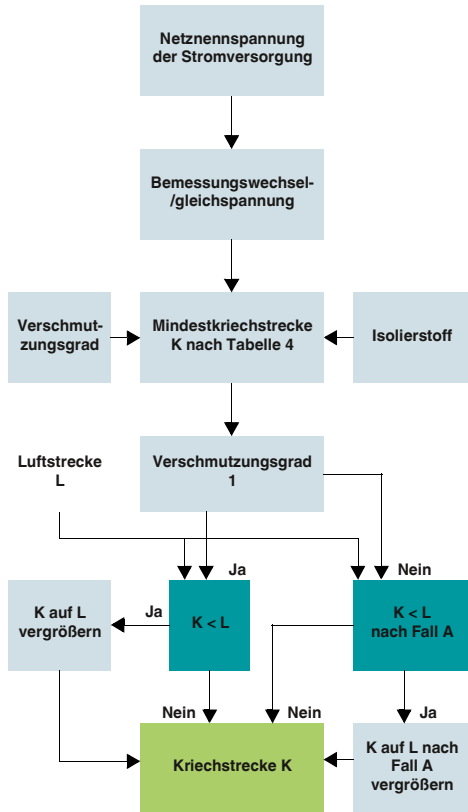 Netznennspannung
der Stromversorgung
Bemessungswechsel-
/gleichspannung
Verschmut-
zungsgrad
Mindestkriechstrecke
K nach Tabelle 4
Isolierstoff
Luftstrecke
L
Verschmutzungsgrad
1
Ja
Nein
K auf L
vergrößern
Ja
K < L
K < L
nach Fall A
Nein
Nein
Ja
Kriechstrecke K
K auf L nach
Fall A
vergrößern